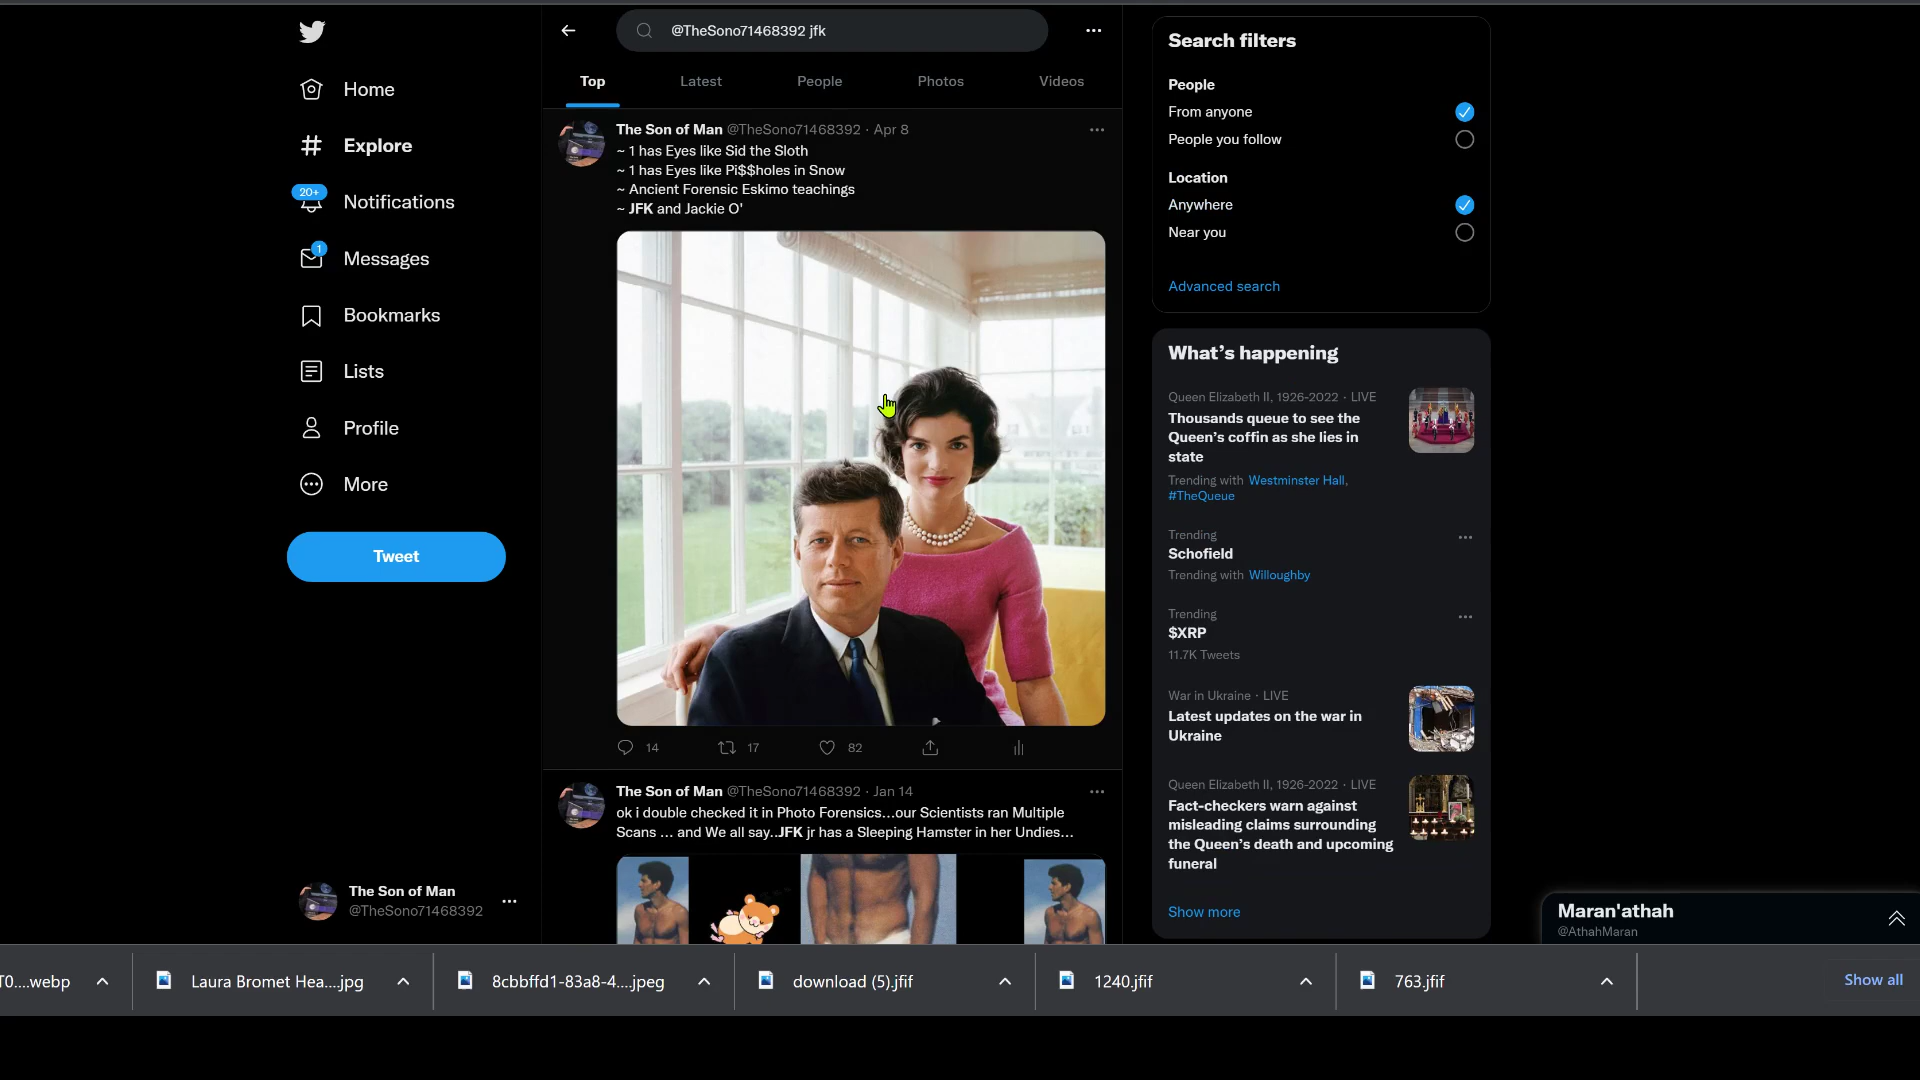 Home
Explore
20+
Notifications
1
Messages
Bookmarks
Lists
Profile
More
Tweet
The Son of Man
@TheSono71468392
@TheSono71468392 jfk
Top
Latest
People
Photos
Videos
The Son of Man @TheSono71468392 · Apr 8
~ 1 has Eyes like Sid the Sloth
~ 1 has Eyes like Pi$$holes in Snow
~ Ancient Forensic Eskimo teachings
~ JFK and Jackie O'
14
17
82
The Son of Man @TheSono71468392 · Jan 14
ok i double checked it in Photo Forensics...our Scientists ran Multiple
Scans ... and We all say..JFK jr has a Sleeping Hamster in her Undies...
Search filters
People
From anyone
People you follow
Location
Anywhere
Near you
Advanced search
What's happening
Queen Elizabeth II, 1926-2022 · LIVE
Thousands queue to see the
Queen's coffin as she lies in
state
Trending with Westminster Hall,
#TheQueue
Trending
Schofield
Trending with Willoughby
Trending
$XRP
11.7K Tweets
War in Ukraine · LIVE
Latest updates on the war in
Ukraine
Queen Elizabeth II, 1926-2022 · LIVE
Fact-checkers warn against
misleading claims surrounding
the Queen's death and upcoming
funeral
Show more
Maran'athah
@AthahMaran
T0....webp
Laura Bromet Hea....jpg
8cbbffd1-83a8-4....jpeg
download (5).jfif
1240.jfif
763.jfif
Show all